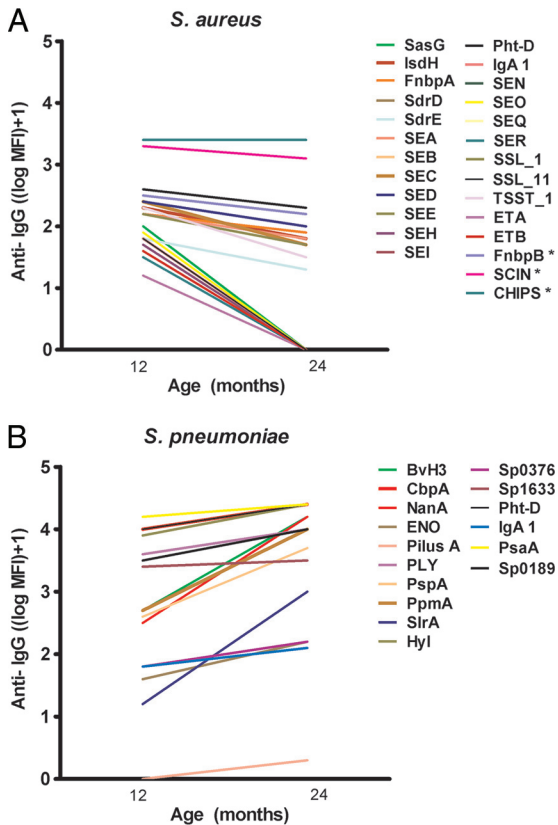 A
S. aureus
Anti- IgG ((log MFI)+1)
5
4
3
2
1
0
12
24
Age (months)
SasG
IsdH
FnbpA
SdrD
SdrE
SEA
SEB
SEC
SED
SEE
SEH
SEI
Pht-D
IgA 1
SEN
SEO
SEQ
SER
SSL_1
SSL_11
TSST_1
ETA
ETB
FnbpB *
SCIN *
CHIPS *
B
S. pneumoniae
Anti- IgG ((log MFI)+1)
5
4
3
2
1
0
12
24
Age (months)
BvH3
CbpA
NanA
ENO
Pilus A
PLY
PspA
PpmA
SlrA
Hyl
Sp0376
Sp1633
Pht-D
IgA 1
PsaA
Sp0189